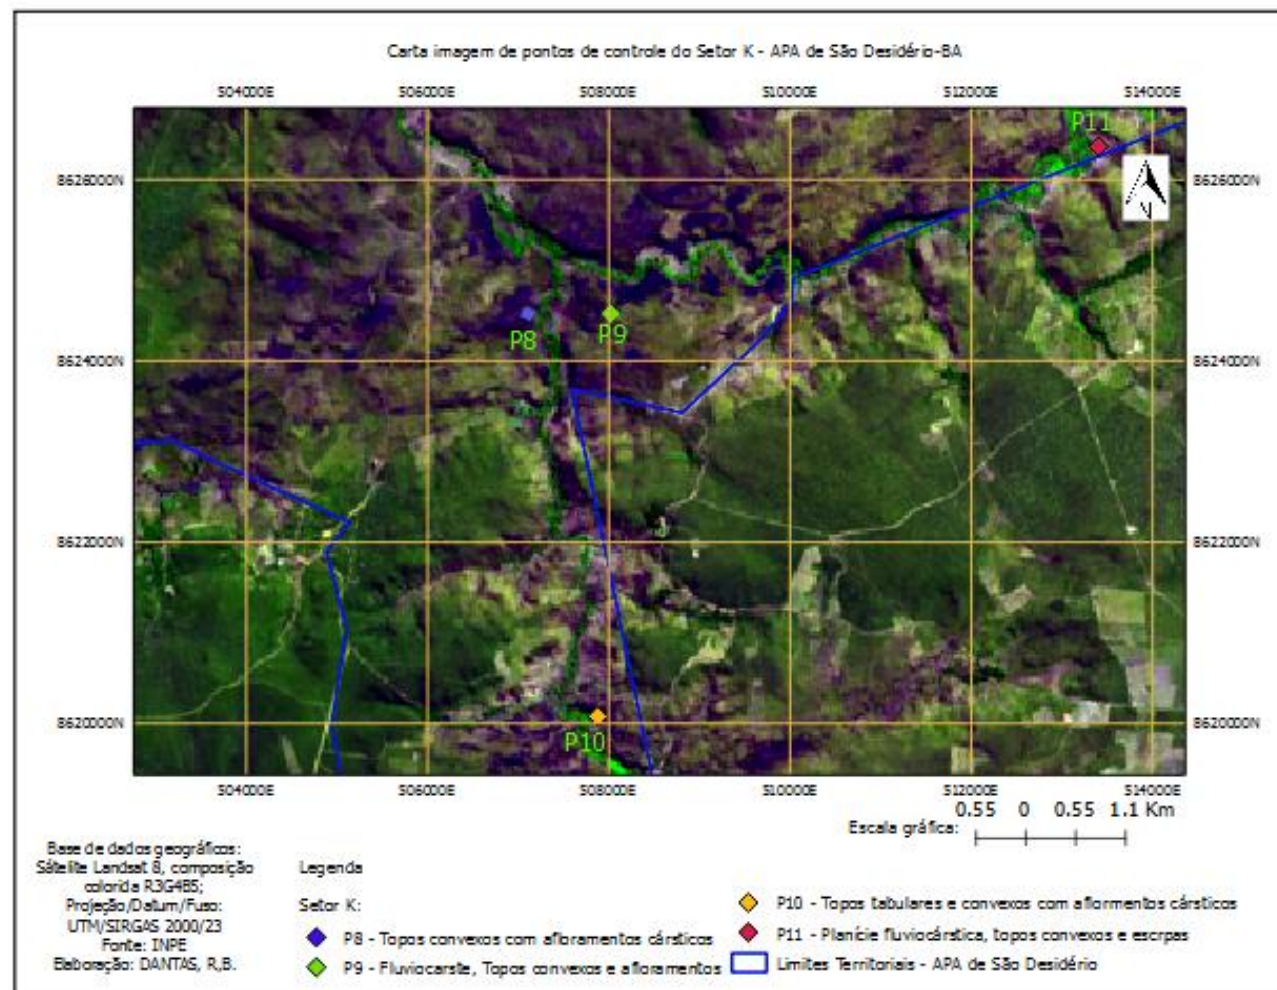 Carta imagem de pontos de controle do Setor K - APA de São Desidério-BA
504000E 506000E 508000E 510000E 512000E 514000E
P11
8626000N 8626000N
P8 P9
8624000N 8624000N
8622000N 8622000N
8620000N 8620000N
P10
504000E 506000E 508000E 510000E 512000E 514000E
0.55 0 0.55 1.1 Km
Escala gráfica:
Base de dados geográficos:
Sátelite Landsat 8, composição
colorida R3G4B5;
Projeção/Datum/Fuso:
UTM/SIRGAS 2000/23
Fonte: INPE
Elaboração: DANTAS, R,B.
Legenda
Setor K:
P8 - Topos convexos com afloramentos cársticos
P9 - Fluviocarste, Topos convexos e afloramentos
P10 - Topos tabulares e convexos com aflormentos cársticos
P11 - Planície fluviocárstica, topos convexos e escrpas
Limites Territoriais - APA de São Desidério